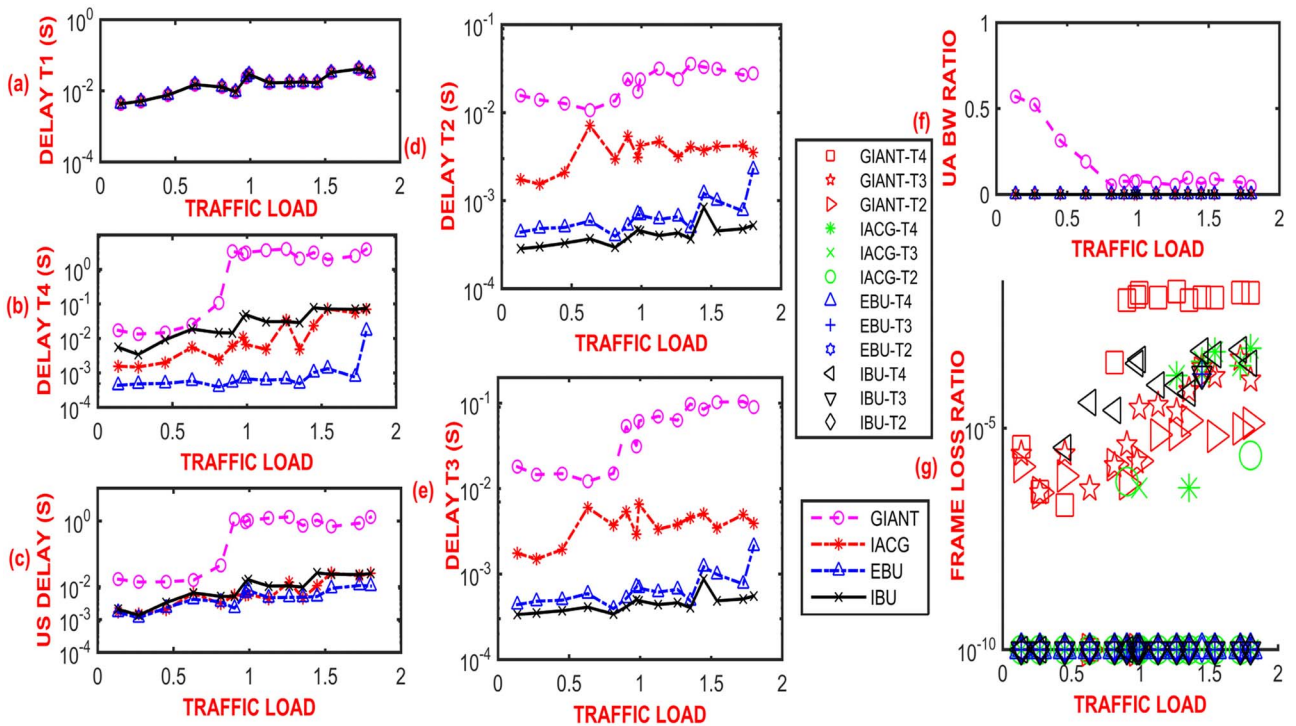 (a)
DELAY T1 (S)
10^0
10^-2
10^-4
0 0.5 1 1.5 2
TRAFFIC LOAD
(b)
DELAY T4 (S)
10^0
10^-1
10^-2
10^-3
10^-4
0 0.5 1 1.5 2
TRAFFIC LOAD
(c)
US DELAY (S)
10^0
10^-2
10^-3
10^-4
0 0.5 1 1.5 2
TRAFFIC LOAD
(d)
DELAY T2 (S)
10^-1
10^-2
10^-3
10^-4
0 0.5 1 1.5 2
TRAFFIC LOAD
(e)
DELAY T3 (S)
10^-1
10^-2
10^-3
10^-4
0 0.5 1 1.5 2
TRAFFIC LOAD
GIANT-T4
GIANT-T3
GIANT-T2
IACG-T4
IACG-T3
IACG-T2
EBU-T4
EBU-T3
EBU-T2
IBU-T4
IBU-T3
IBU-T2
GIANT
IACG
EBU
IBU
(f)
UA BW RATIO
1
0.5
0
0 0.5 1 1.5 2
TRAFFIC LOAD
(g)
FRAME LOSS RATIO
10^-5
10^-10
0 0.5 1 1.5 2
TRAFFIC LOAD